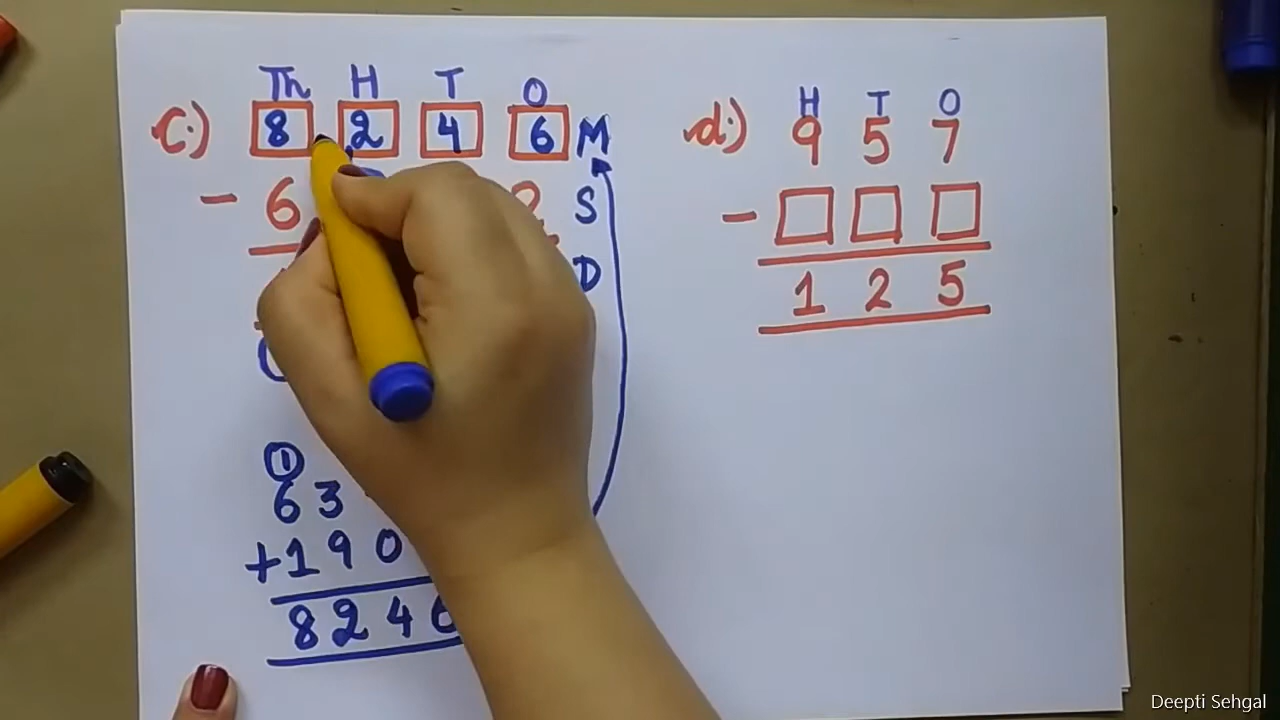 Th H T O
c) 8 2 4 6 M
- 6 2 S
D
1
6 3
+ 1 9 0
8 2 4 6
H T O
d) 9 5 7
- □ □ □
1 2 5
Deepti Sehgal